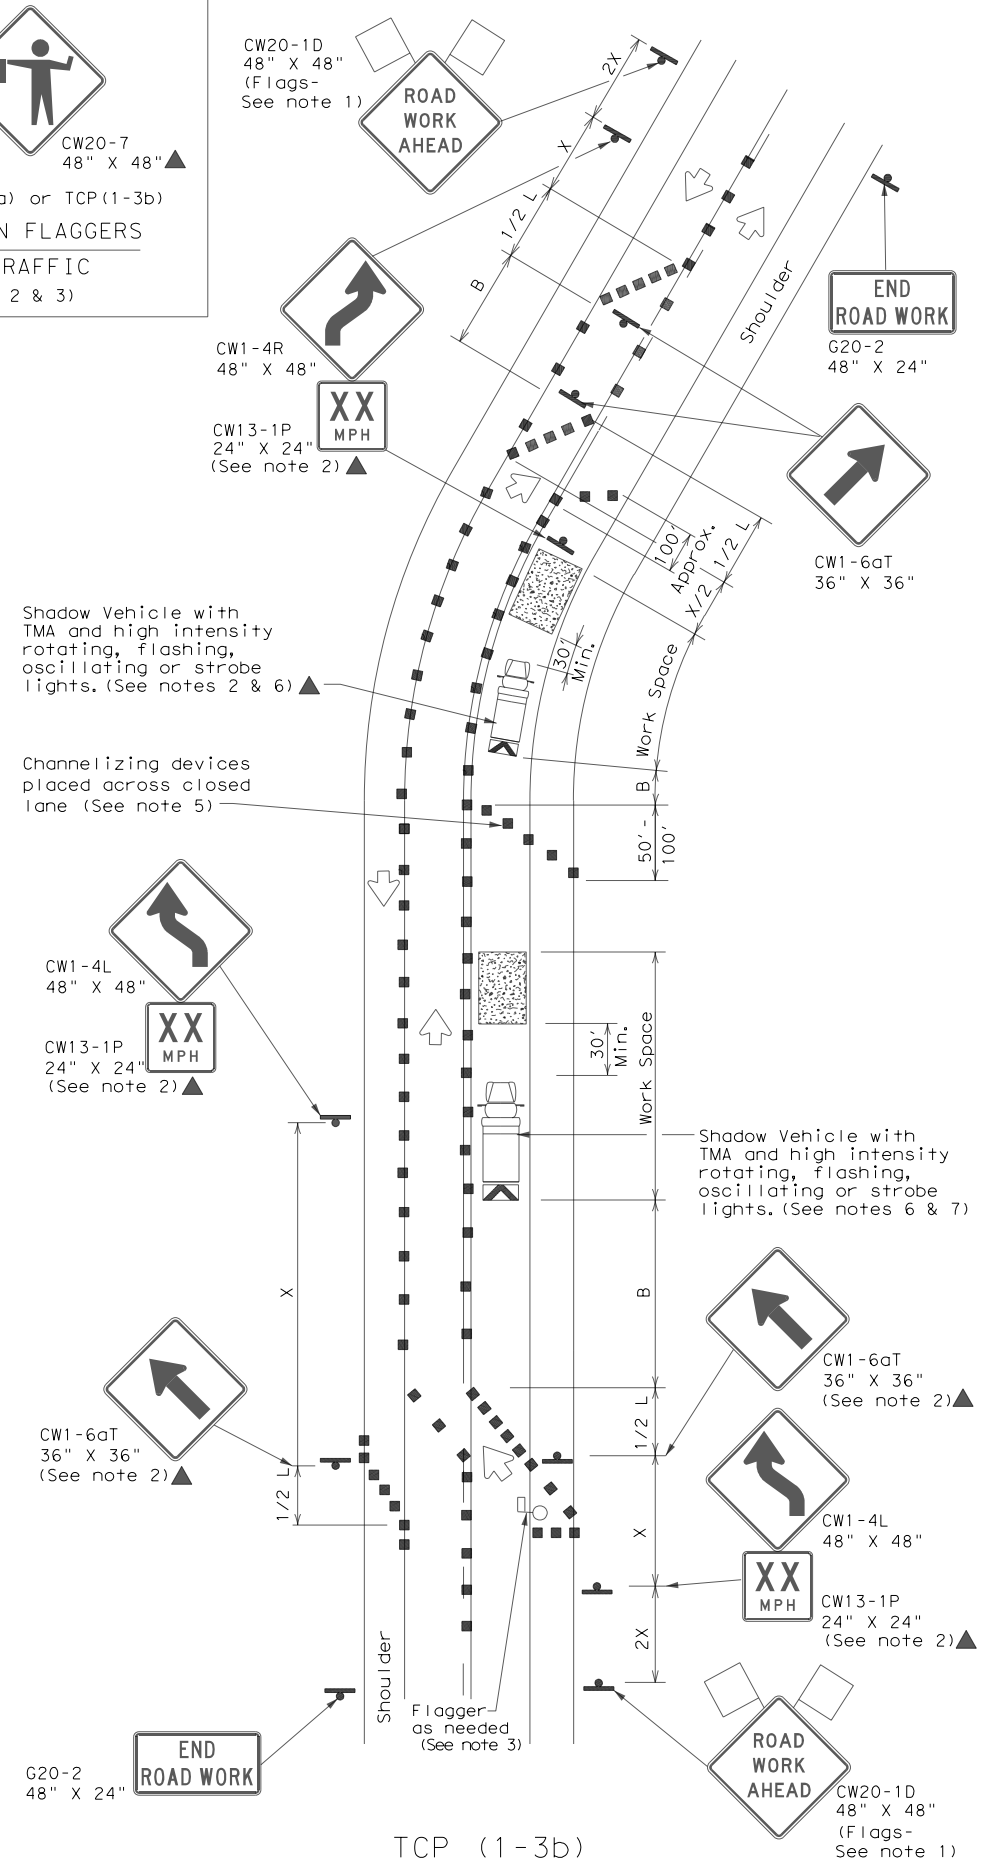 CW20-7
48" X 48"
a) or TCP(1-3b)
N FLAGGERS
RAFFIC
2 & 3)
CW20-1D
48" X 48"
(Flags-
See note 1)
ROAD
WORK
AHEAD
2X
X
1/2 L
B
CW1-4R
48" X 48"
XX
MPH
CW13-1P
24" X 24"
(See note 2)
Shoulder
END
ROAD WORK
G20-2
48" X 24"
CW1-6aT
36" X 36"
100'
Approx.
1/2 L
X/2
30'
Min.
Work Space
B
50'-
100'
Shadow Vehicle with
TMA and high intensity
rotating, flashing,
oscillating or strobe
lights. (See notes 2 & 6)
Channelizing devices
placed across closed
lane (See note 5)
CW1-4L
48" X 48"
XX
MPH
CW13-1P
24" X 24"
(See note 2)
30'
Min.
Work Space
Shadow Vehicle with
TMA and high intensity
rotating, flashing,
oscillating or strobe
lights. (See notes 6 & 7)
X
B
CW1-6aT
36" X 36"
(See note 2)
1/2 L
CW1-6aT
36" X 36"
(See note 2)
1/2 L
X
CW1-4L
48" X 48"
XX
MPH
CW13-1P
24" X 24"
(See note 2)
2X
Shoulder
Flagger
as needed
(See note 3)
END
ROAD WORK
G20-2
48" X 24"
ROAD
WORK
AHEAD
CW20-1D
48" X 48"
(Flags-
See note 1)
TCP (1-3b)